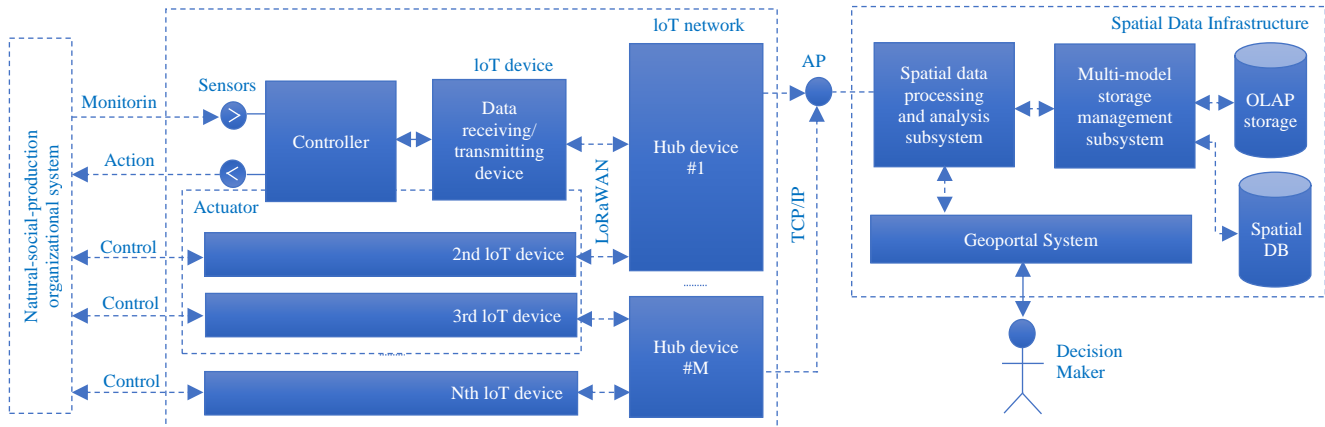 Natural-social-production
organizational system
Monitorin
Action
Control
Control
Control
IoT network
Sensors
Actuator
IoT device
Controller
Data
receiving/
transmitting
device
2nd IoT device
3rd IoT device
..........
Nth IoT device
LoRaWAN
Hub device
#1
.........
Hub device
#M
TCP/IP
AP
Spatial Data Infrastructure
Spatial data
processing
and analysis
subsystem
Multi-model
storage
management
subsystem
OLAP
storage
Spatial
DB
Geoportal System
Decision
Maker